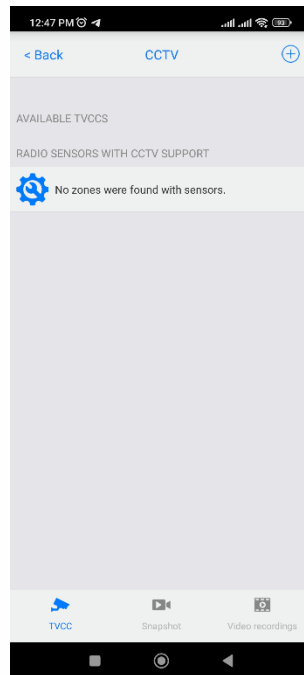 12:47 PM
93
< Back
CCTV
AVAILABLE TVCCS
RADIO SENSORS WITH CCTV SUPPORT
No zones were found with sensors.
TVCC
Snapshot
Video recordings